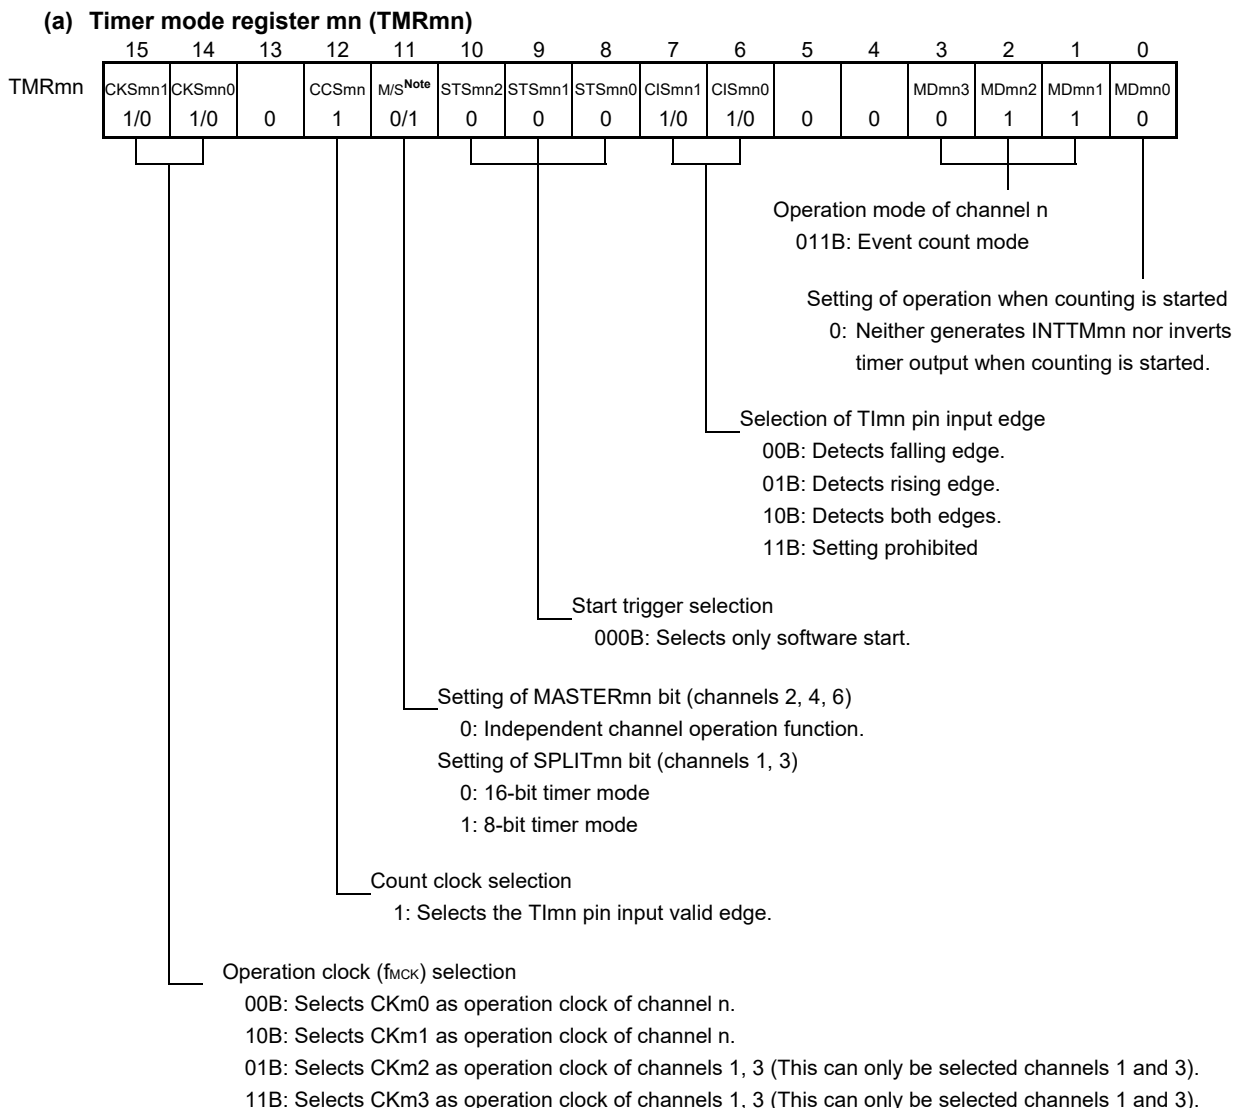 (a) Timer mode register mn (TMRmn)
15 14 13 12 11 10 9 8 7 6 5 4 3 2 1 0
TMRmn CKSmn1 CKSmn0 CCSmn M/SNote STSmn2 STSmn1 STSmn0 CISmn1 CISmn0 MDmn3 MDmn2 MDmn1 MDmn0
1/0 1/0 0 1 0/1 0 0 0 1/0 1/0 0 0 0 1 1 0
Operation mode of channel n
011B: Event count mode
Setting of operation when counting is started
0: Neither generates INTTMmn nor inverts
timer output when counting is started.
Selection of TImn pin input edge
00B: Detects falling edge.
01B: Detects rising edge.
10B: Detects both edges.
11B: Setting prohibited
Start trigger selection
000B: Selects only software start.
Setting of MASTERmn bit (channels 2, 4, 6)
0: Independent channel operation function.
Setting of SPLITmn bit (channels 1, 3)
0: 16-bit timer mode
1: 8-bit timer mode
Count clock selection
1: Selects the TImn pin input valid edge.
Operation clock (fMCK) selection
00B: Selects CKm0 as operation clock of channel n.
10B: Selects CKm1 as operation clock of channel n.
01B: Selects CKm2 as operation clock of channels 1, 3 (This can only be selected channels 1 and 3).
11B: Selects CKm3 as operation clock of channels 1, 3 (This can only be selected channels 1 and 3).